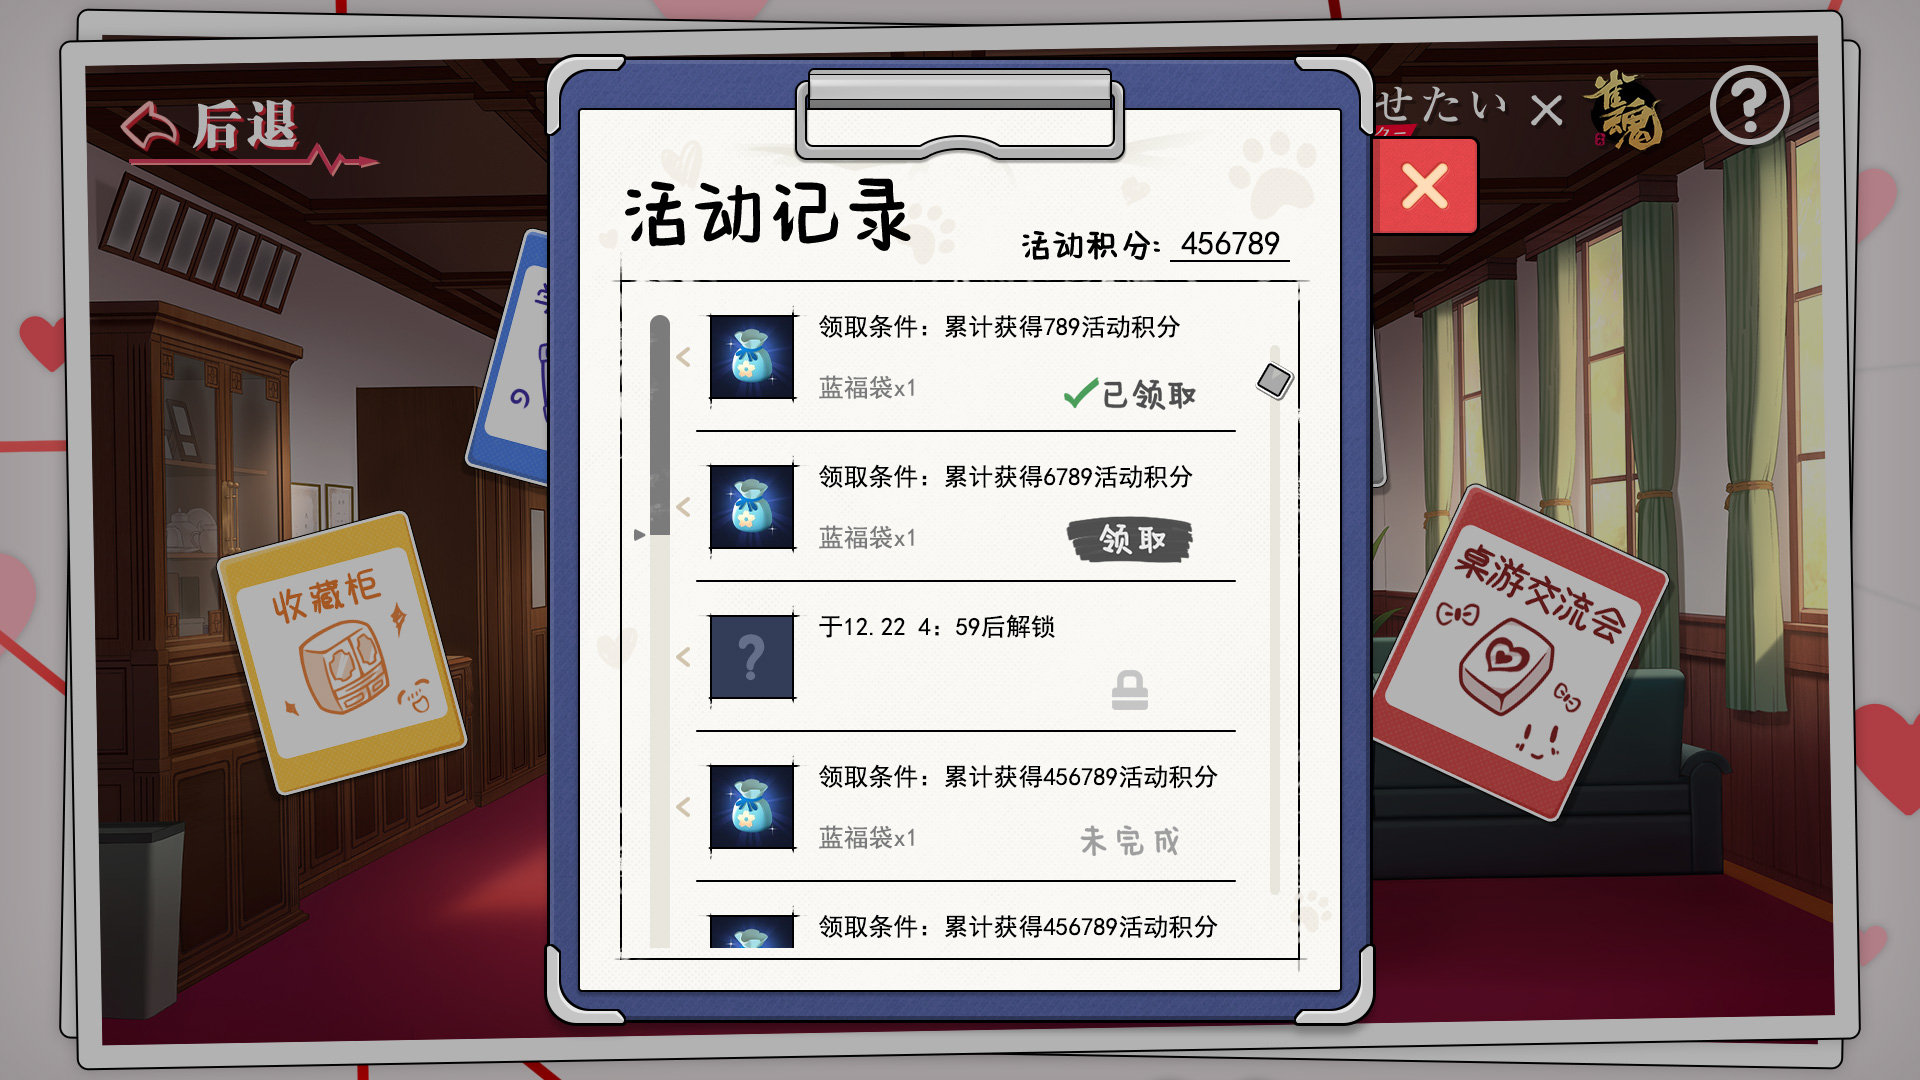 后退
せたい × 雀魂
活动记录
活动积分: 456789
领取条件：累计获得789活动积分
蓝福袋x1
已领取
领取条件：累计获得6789活动积分
蓝福袋x1
领取
于12.22 4：59后解锁
领取条件：累计获得456789活动积分
蓝福袋x1
未完成
领取条件：累计获得456789活动积分
收藏柜
桌游交流会